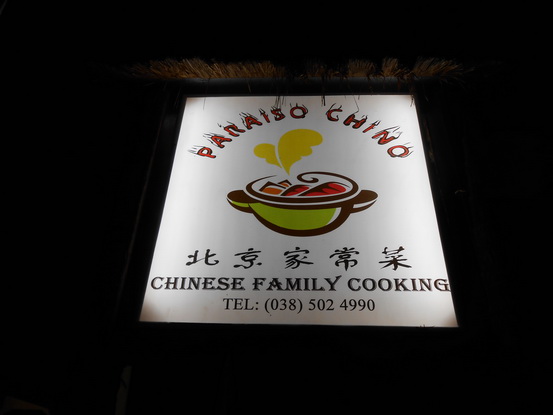 PARAISO CHINO
北京家常菜
CHINESE FAMILY COOKING
TEL: (038) 502 4990